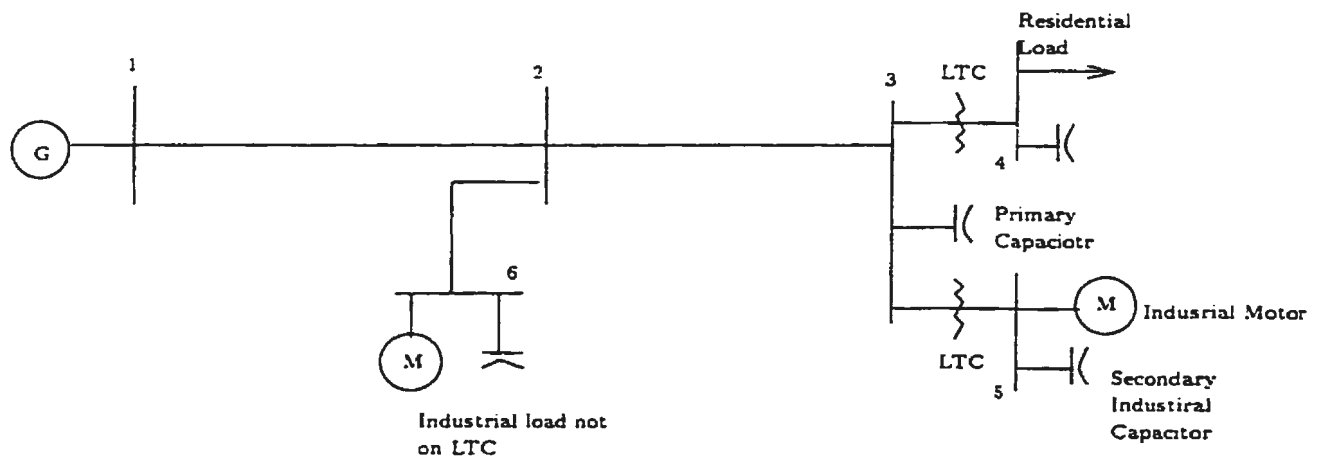 Residential
Load
1
2
3
LTC
G
4
Primary
Capaciotr
6
M
Indusrial Motor
M
LTC
5
Secondary
Industiral
Capacitor
Industrial load not
on LTC